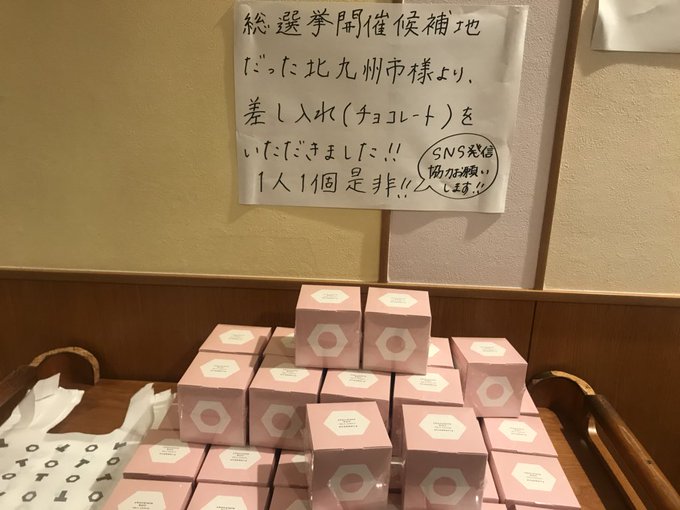 総選挙開催候補地
だった北九州市様より、
差し入れ(チョコレート)を
いただきました!!
1人1個是非!!
SNS発信
協力お願い
します!!